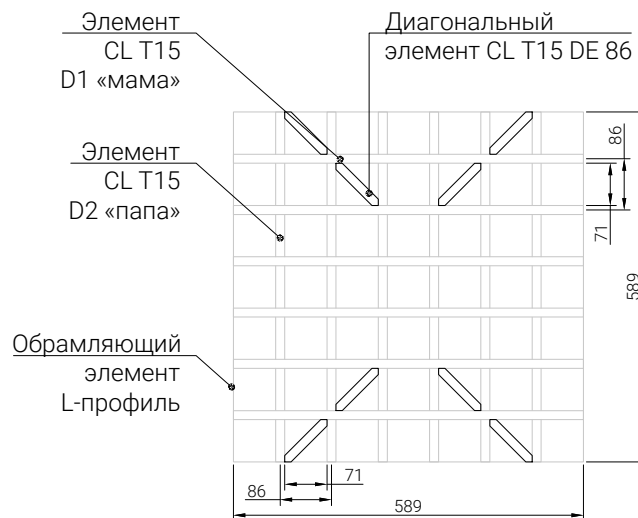 Элемент
CL T15
D1 «мама»
Диагональный
элемент CL T15 DE 86
Элемент
CL T15
D2 «папа»
Обрамляющий
элемент
L-профиль
86
71
589
71
86
589